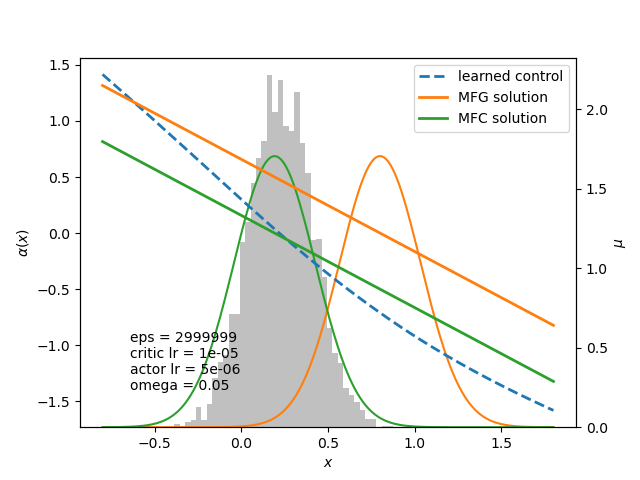 learned control
MFG solution
MFC solution
eps = 2999999
critic lr = 1e-05
actor lr = 5e-06
omega = 0.05
α(x)
1.5
1.0
0.5
0.0
−0.5
−1.0
−1.5
−0.5
0.0
0.5
1.0
1.5
x
2.0
1.5
1.0
0.5
0.0
μ